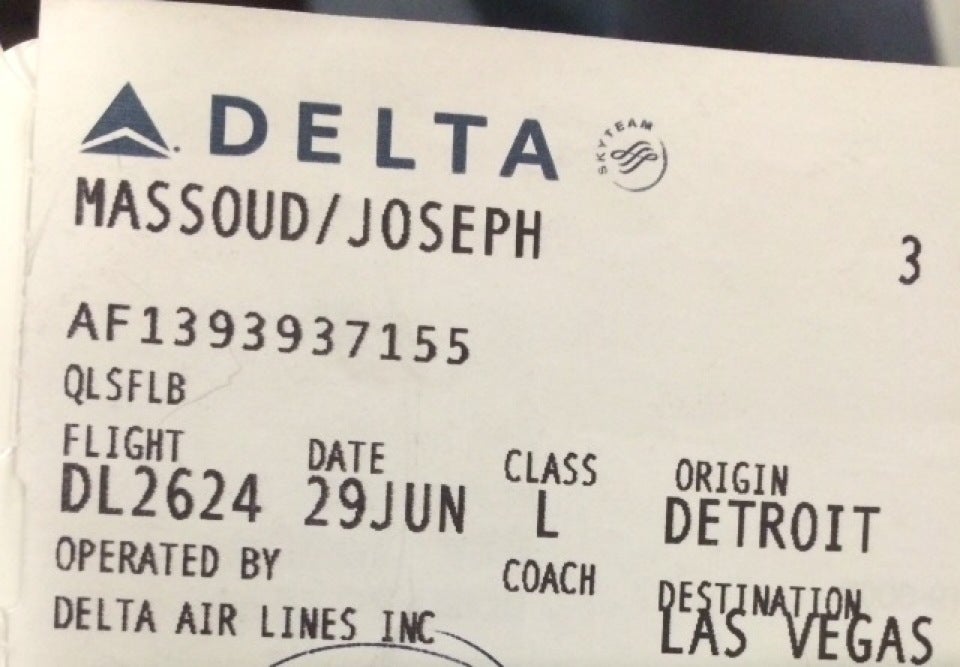 DELTA SKYTEAM
MASSOUD/JOSEPH 3
AF1393937155
QLSFLB
FLIGHT DATE CLASS ORIGIN
DL2624 29JUN L DETROIT
OPERATED BY COACH DESTINATION
DELTA AIR LINES INC LAS VEGAS